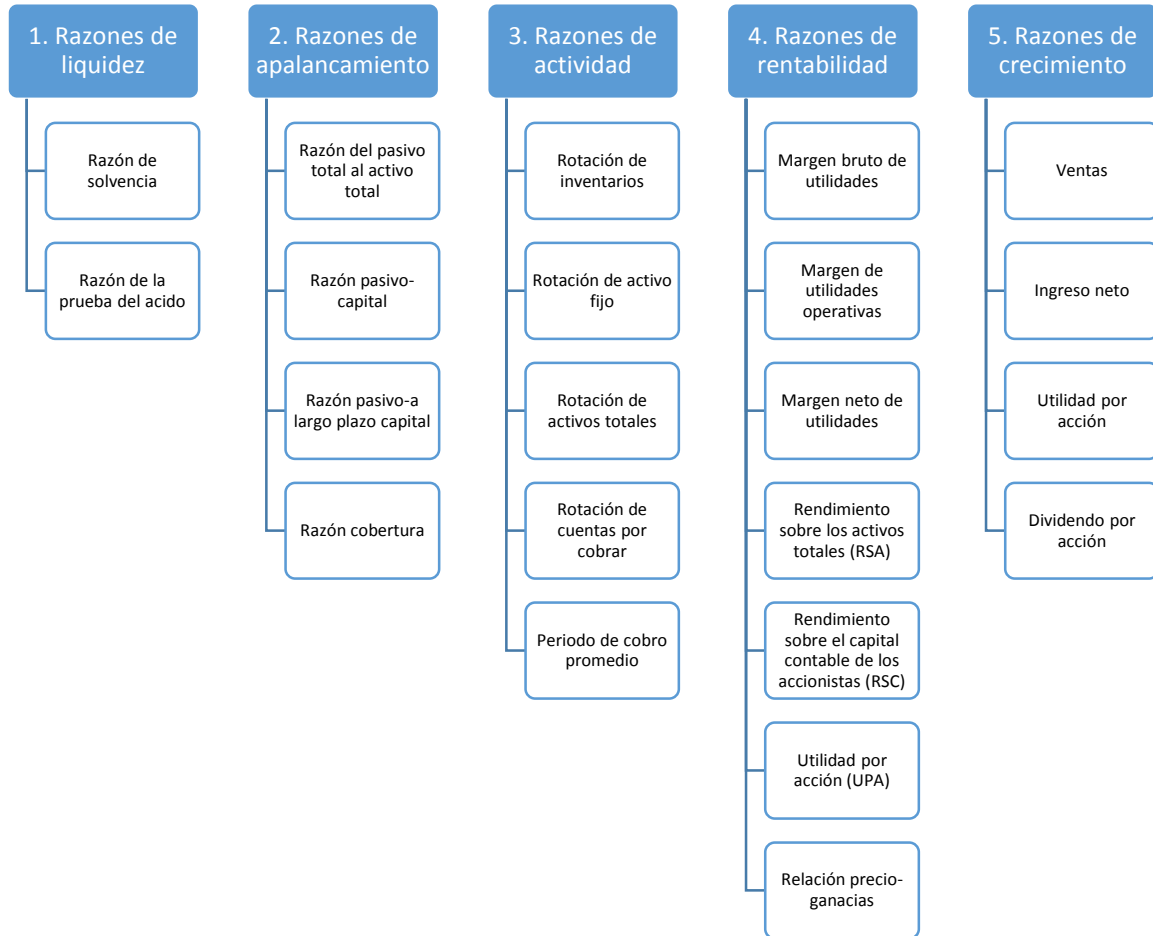 1. Razones de
liquidez
Razón de
solvencia
Razón de la
prueba del acido
2. Razones de
apalancamiento
Razón del pasivo
total al activo
total
Razón pasivo-
capital
Razón pasivo-a
largo plazo capital
Razón cobertura
3. Razones de
actividad
Rotación de
inventarios
Rotación de activo
fijo
Rotación de
activos totales
Rotación de
cuentas por
cobrar
Periodo de cobro
promedio
4. Razones de
rentabilidad
Margen bruto de
utilidades
Margen de
utilidades
operativas
Margen neto de
utilidades
Rendimiento
sobre los activos
totales (RSA)
Rendimiento
sobre el capital
contable de los
accionistas (RSC)
Utilidad por
acción (UPA)
Relación precio-
ganacias
5. Razones de
crecimiento
Ventas
Ingreso neto
Utilidad por
acción
Dividendo por
acción